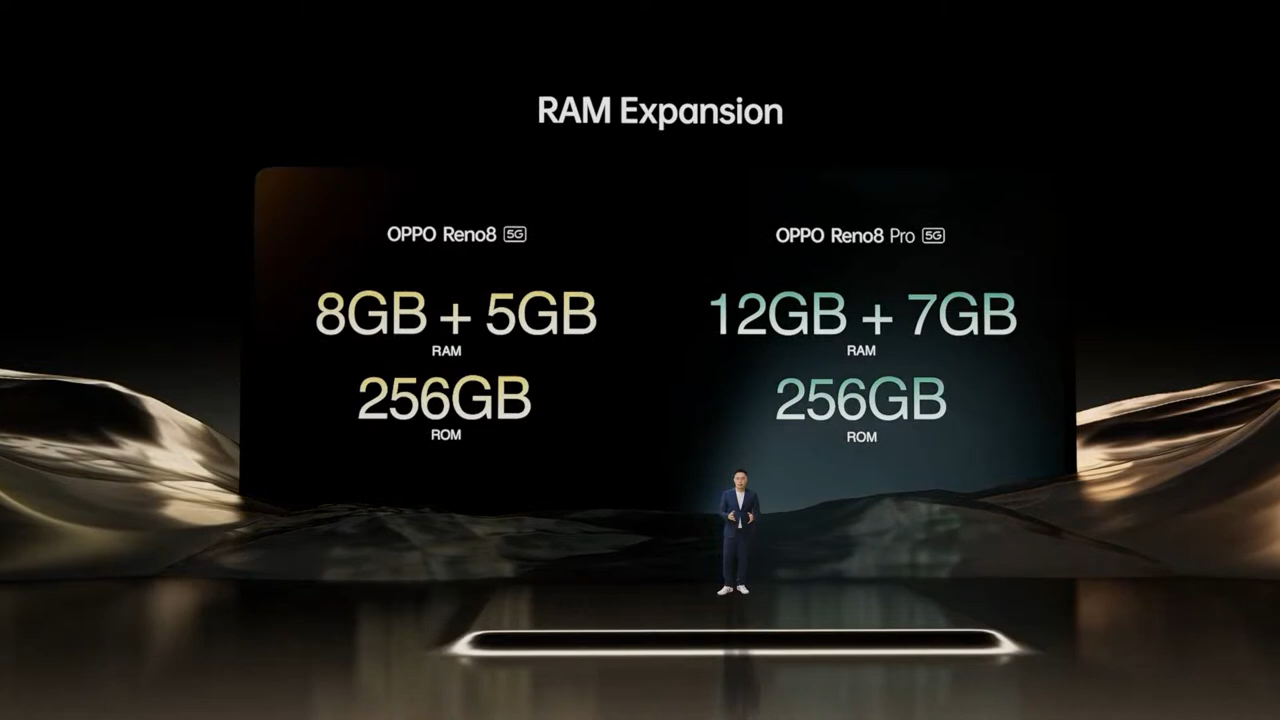 RAM Expansion
OPPO Reno8 5G
8GB + 5GB
RAM
256GB
ROM
OPPO Reno8 Pro 5G
12GB + 7GB
RAM
256GB
ROM